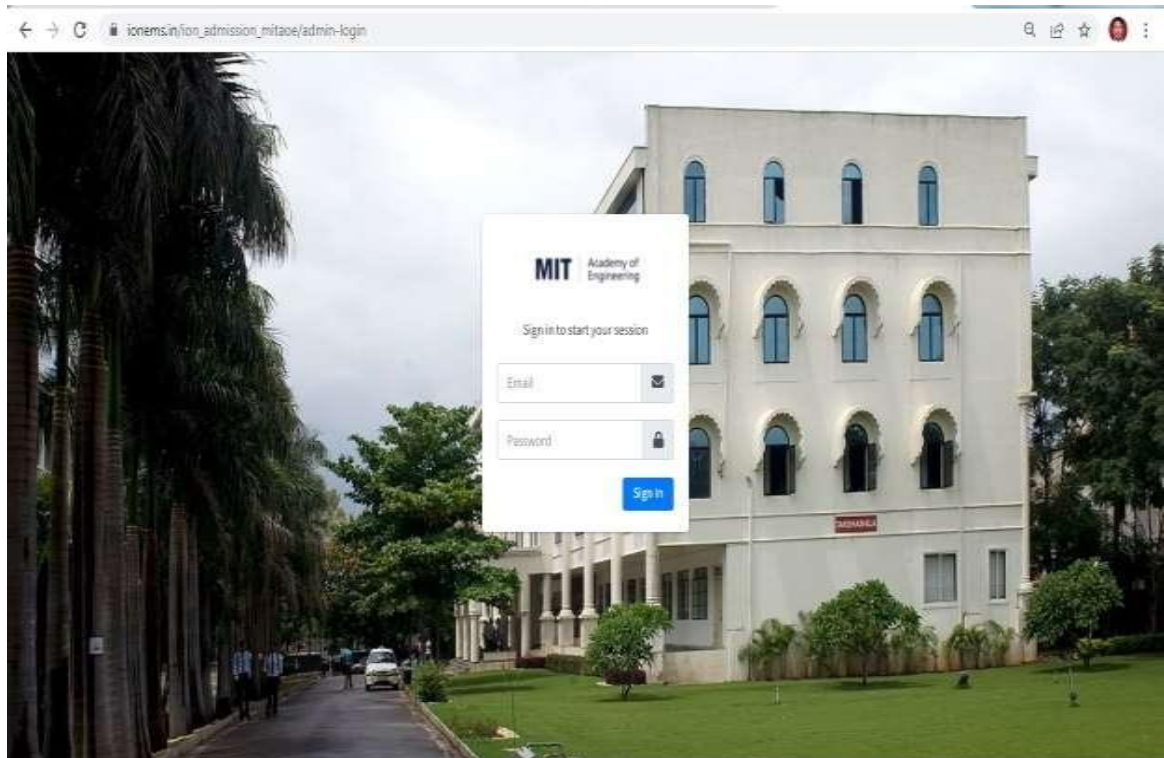 ionems.in/ion_admission_mitaoe/admin-login
MIT Academy of
Engineering
Sign in to start your session
Email
Password
Sign In
TAKSHASHILA